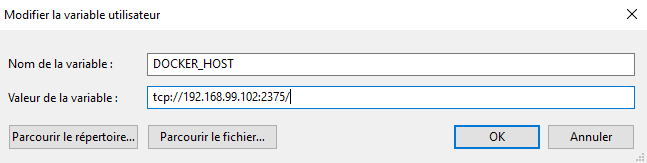 Modifier la variable utilisateur
Nom de la variable : DOCKER_HOST
Valeur de la variable : tcp://192.168.99.102:2375/
Parcourir le répertoire... Parcourir le fichier... OK Annuler